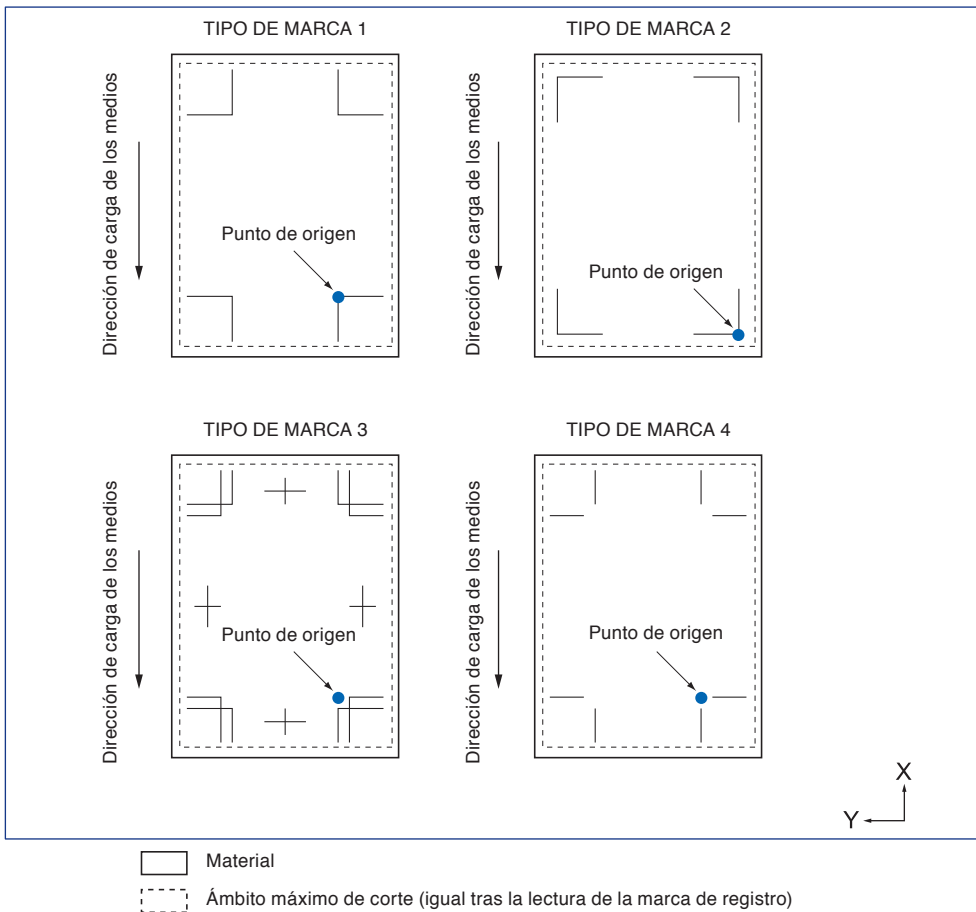 TIPO DE MARCA 1
Dirección de carga de los medios
Punto de origen
TIPO DE MARCA 2
Dirección de carga de los medios
Punto de origen
TIPO DE MARCA 3
Dirección de carga de los medios
Punto de origen
TIPO DE MARCA 4
Dirección de carga de los medios
Punto de origen
X
Y
Material
Ámbito máximo de corte (igual tras la lectura de la marca de registro)